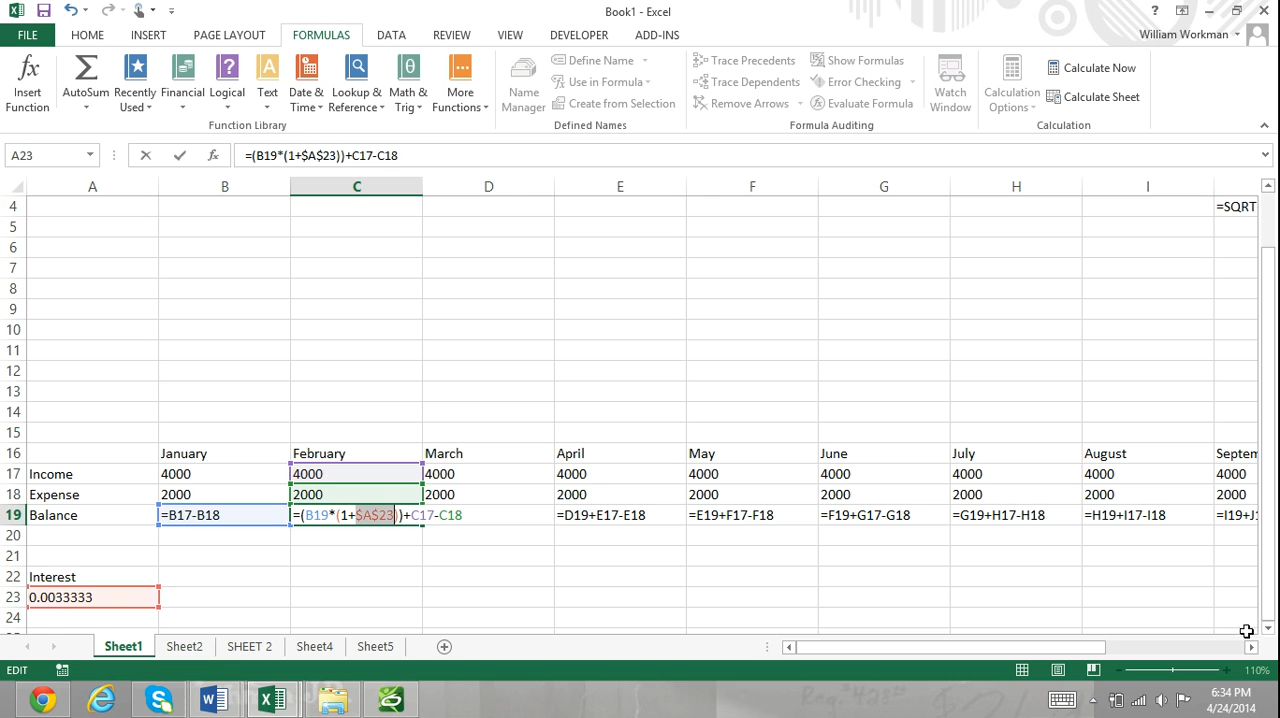 Book1 - Excel
FILE HOME INSERT PAGE LAYOUT FORMULAS DATA REVIEW VIEW DEVELOPER ADD-INS William Workman
Insert Function
AutoSum
Recently Used
Financial
Logical
Text
Date & Time
Lookup & Reference
Math & Trig
More Functions
Function Library
Name Manager
Define Name
Use in Formula
Create from Selection
Defined Names
Trace Precedents
Trace Dependents
Remove Arrows
Show Formulas
Error Checking
Evaluate Formula
Formula Auditing
Watch Window
Calculation Options
Calculate Now
Calculate Sheet
Calculation
A23 fx =(B19*(1+$A$23))+C17-C18
A B C D E F G H I
4 =SQRT
5
6
7
8
9
10
11
12
13
14
15
16 January February March April May June July August Septem
17 Income 4000 4000 4000 4000 4000 4000 4000 4000 4000
18 Expense 2000 2000 2000 2000 2000 2000 2000 2000 2000
19 Balance =B17-B18 =(B19*(1+$A$23))+C17-C18 =D19+E17-E18 =E19+F17-F18 =F19+G17-G18 =G19+H17-H18 =H19+I17-I18 =I19+J1
20
21
22 Interest
23 0.0033333
24
Sheet1 Sheet2 SHEET 2 Sheet4 Sheet5
EDIT 110%
6:34 PM
4/24/2014